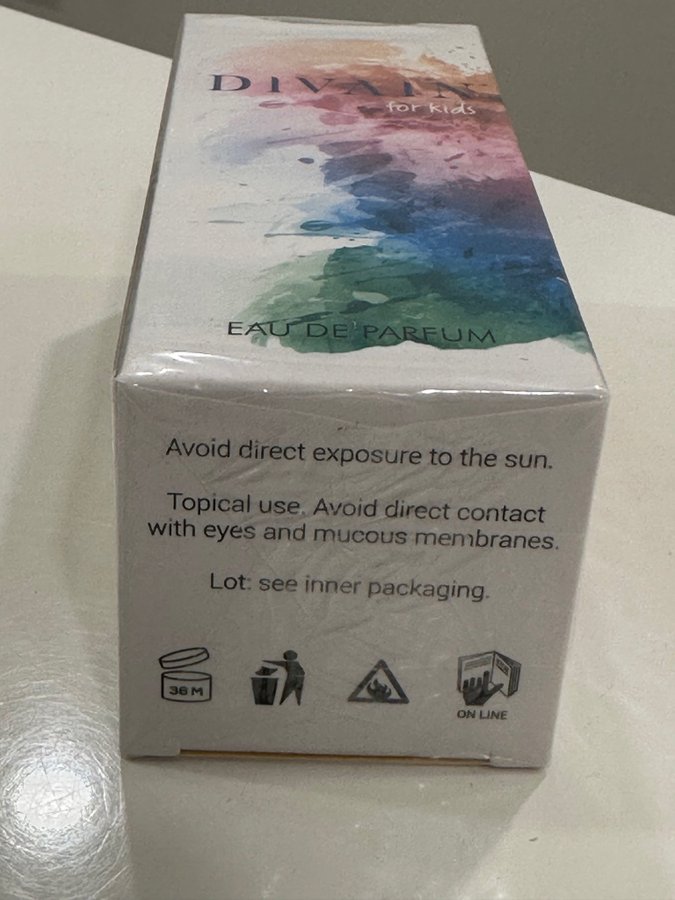 DIVAIN
for kids
EAU DE PARFUM
Avoid direct exposure to the sun.
Topical use. Avoid direct contact
with eyes and mucous membranes.
Lot: see inner packaging.
36 M
ON LINE